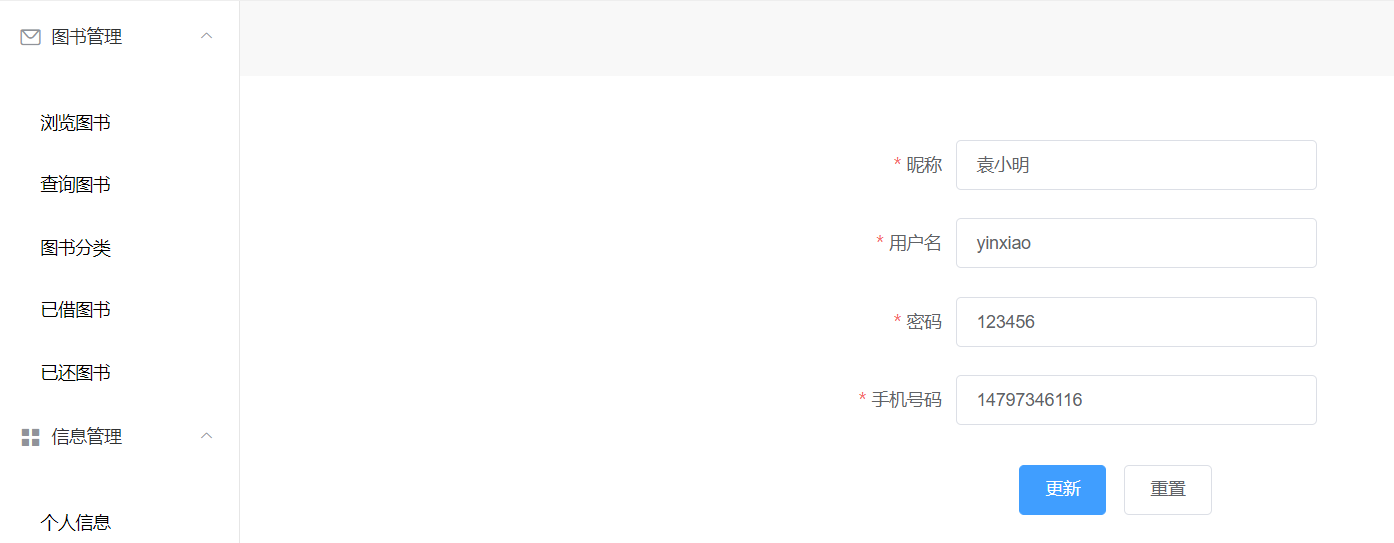 图书管理
浏览图书
查询图书
图书分类
已借图书
已还图书
信息管理
个人信息
* 昵称 袁小明
* 用户名 yinxiao
* 密码 123456
* 手机号码 14797346116
更新 重置